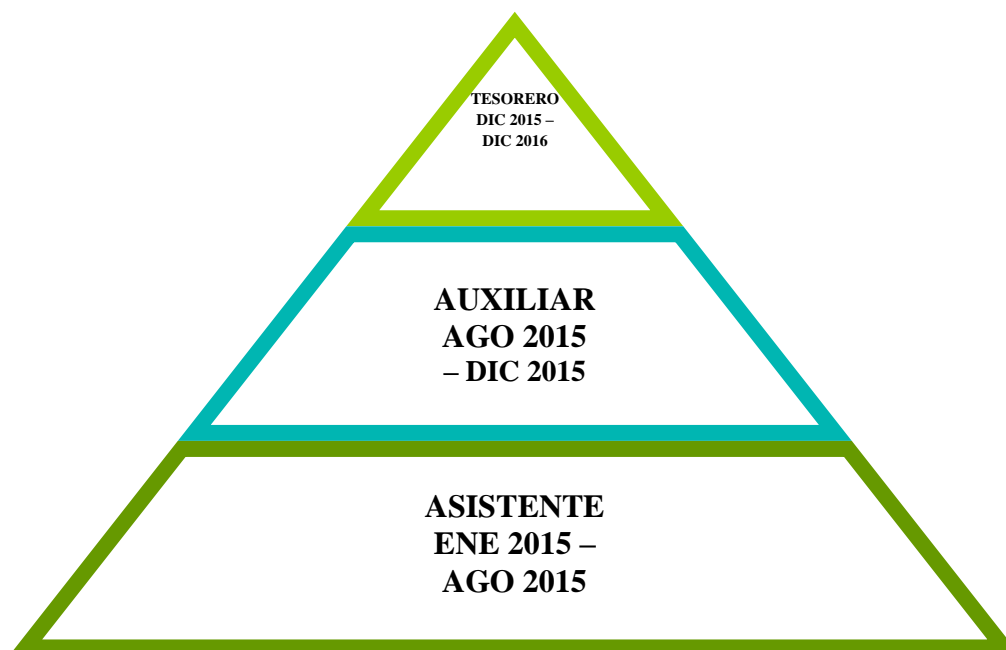 TESORERO
DIC 2015 –
DIC 2016
AUXILIAR
AGO 2015
– DIC 2015
ASISTENTE
ENE 2015 –
AGO 2015